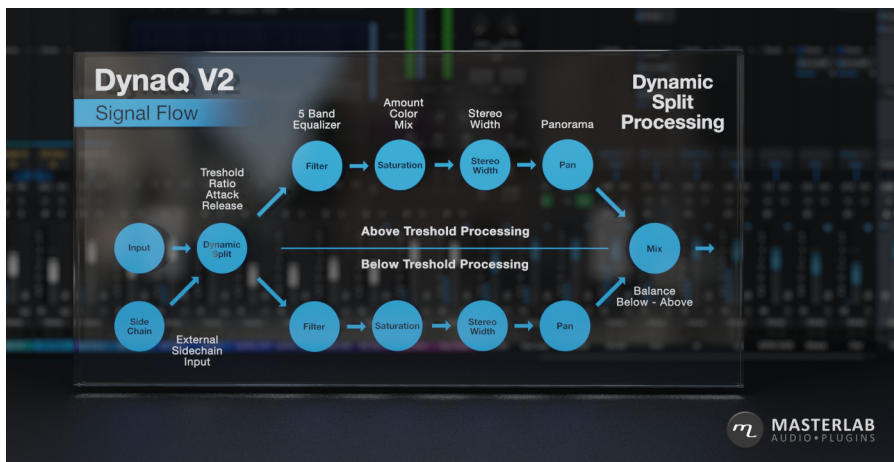 DynaQ V2
Signal Flow
Dynamic
Split
Processing
5 Band
Equalizer
Amount
Color
Mix
Stereo
Width
Panorama
Filter
Saturation
Stereo
Width
Pan
Treshold
Ratio
Attack
Release
Input
Dynamic
Split
Above Treshold Processing
Below Treshold Processing
Mix
Balance
Below - Above
Side
Chain
External
Sidechain
Input
Filter
Saturation
Stereo
Width
Pan
MASTERLAB
AUDIO•PLUGINS